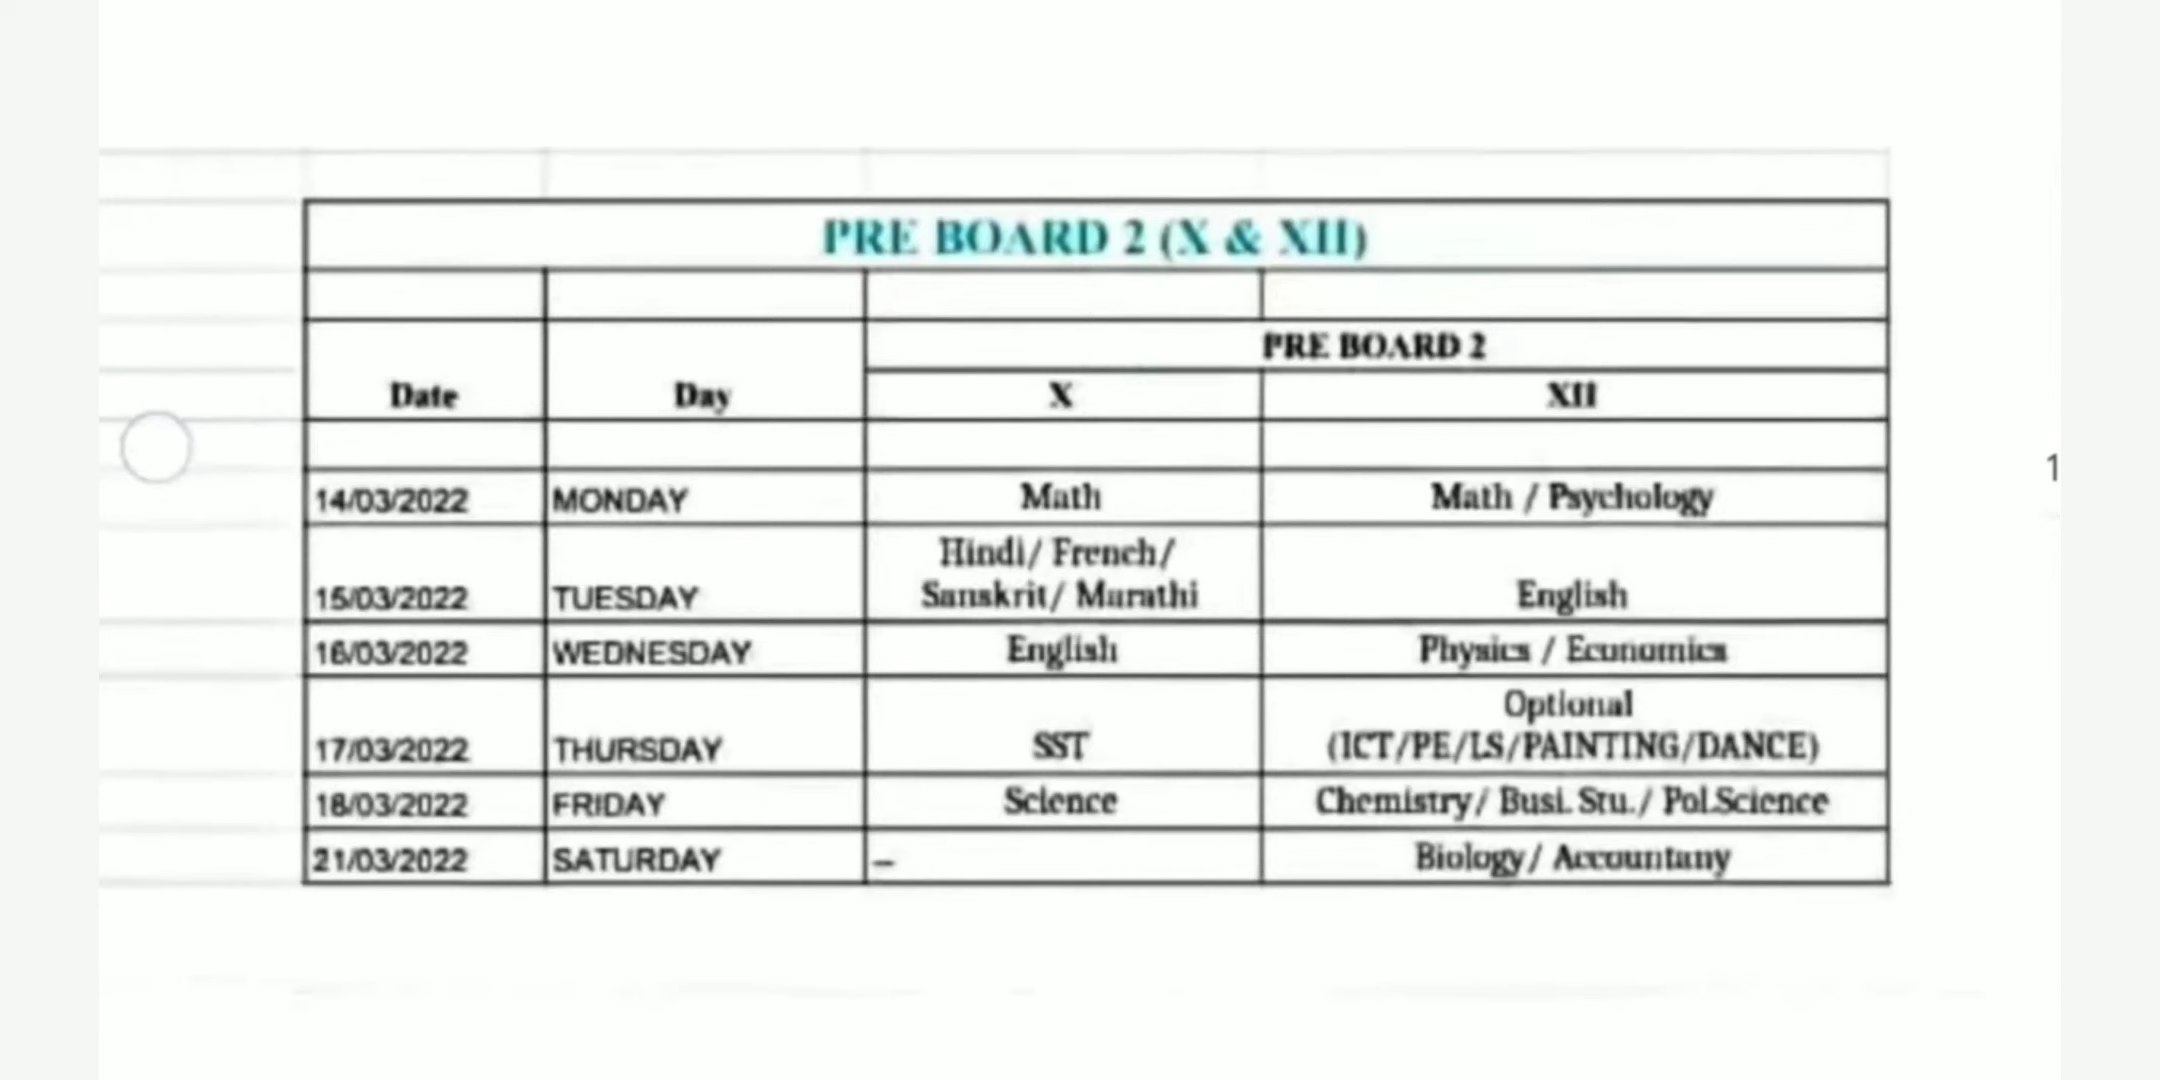 PRE BOARD 2 (X & XII)
PRE BOARD 2
Date Day X XII
14/03/2022 MONDAY Math Math / Psychology
Hindi/ French/
15/03/2022 TUESDAY Sanskrit/ Marathi English
16/03/2022 WEDNESDAY English Physics / Economics
Optional
17/03/2022 THURSDAY SST (ICT/PE/LS/PAINTING/DANCE)
18/03/2022 FRIDAY Science Chemistry/ Busi. Stu./ Pol.Science
21/03/2022 SATURDAY – Biology/ Accountany
1